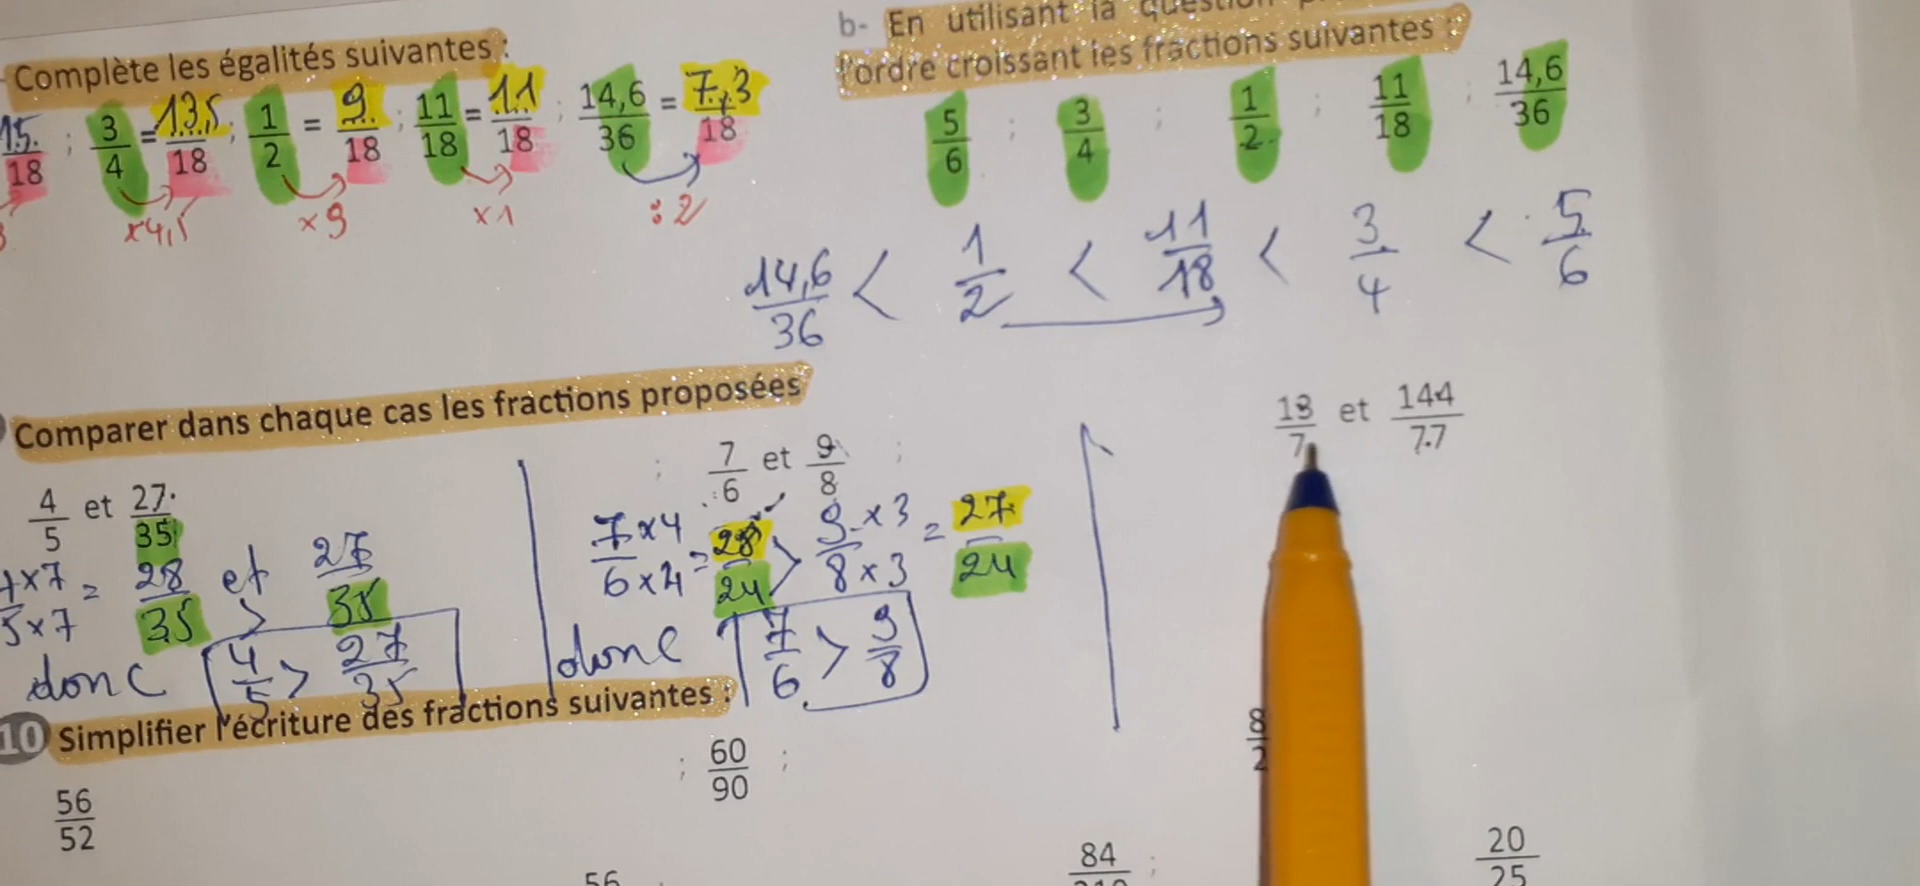 b- En utilisant la question
Complète les égalités suivantes :
l'ordre croissant les fractions suivantes :
15/18 ; 3/4 = 13,5/18 ; 1/2 = 9/18 ; 11/18 = 11/18 ; 14,6/36 = 7,3/18
5/6 ; 3/4 ; 1/2 ; 11/18 ; 14,6/36
x4,5 x9 x1 :2
14,6/36 < 1/2 < 11/18 < 3/4 < 5/6
Comparer dans chaque cas les fractions proposées
4/5 et 27/35 ; 7/6 et 9/8 ; 13/7 et 144/77
x7/5x7 = 28/35 > et 27/35
7x4/6x4 = 28/24 > 9x3/8x3 = 27/24
donc 4/5 > 27/35
donc 7/6 > 9/8
10 Simplifier l'écriture des fractions suivantes :
56/52 ; 60/90 ; 8/2
56 84 ; 20/25